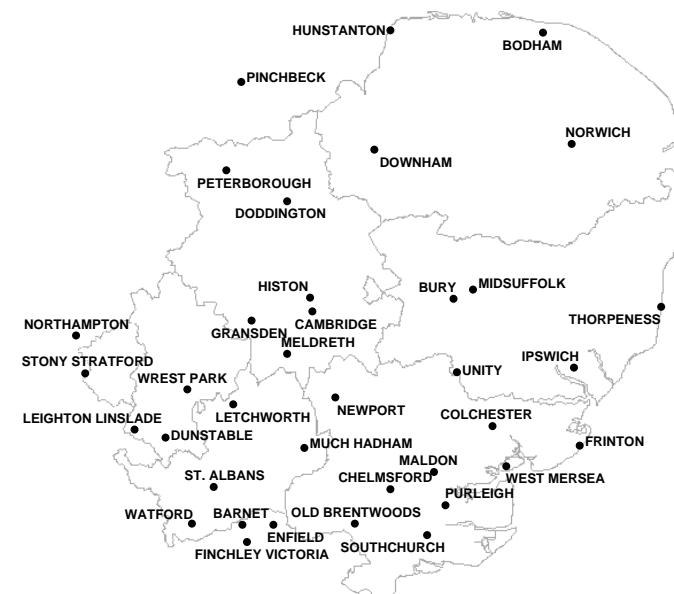 HUNSTANTON
BODHAM
PINCHBECK
NORWICH
DOWNHAM
PETERBOROUGH
DODDINGTON
HISTON
BURY
MIDSUFFOLK
THORPENESS
NORTHAMPTON
GRANSDEN
CAMBRIDGE
MELDRETH
STONY STRATFORD
IPSWICH
UNITY
WREST PARK
LETCHWORTH
NEWPORT
COLCHESTER
LEIGHTON LINSLADE
DUNSTABLE
MUCH HADHAM
FRINTON
MALDON
ST. ALBANS
CHELMSFORD
WEST MERSEA
PURLEIGH
WATFORD
BARNET
OLD BRENTWOODS
ENFIELD
SOUTHCHURCH
FINCHLEY VICTORIA